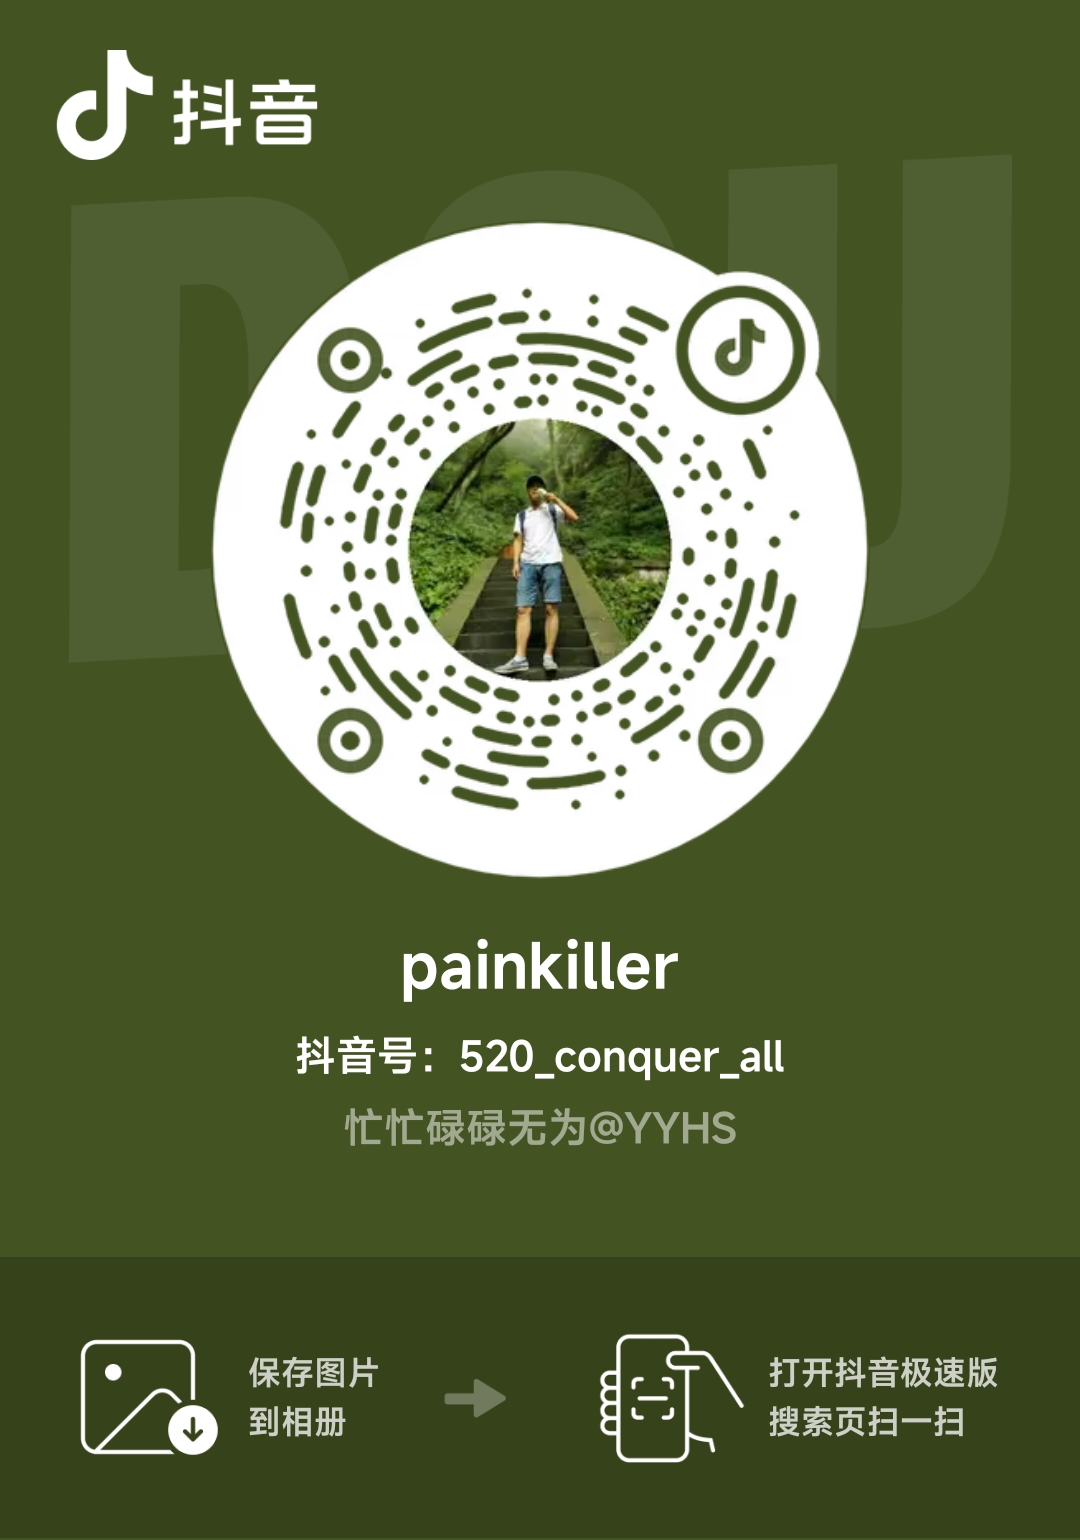 抖音
DOU
painkiller
抖音号：520_conquer_all
忙忙碌碌无为@YYHS
保存图片
到相册
打开抖音极速版
搜索页扫一扫